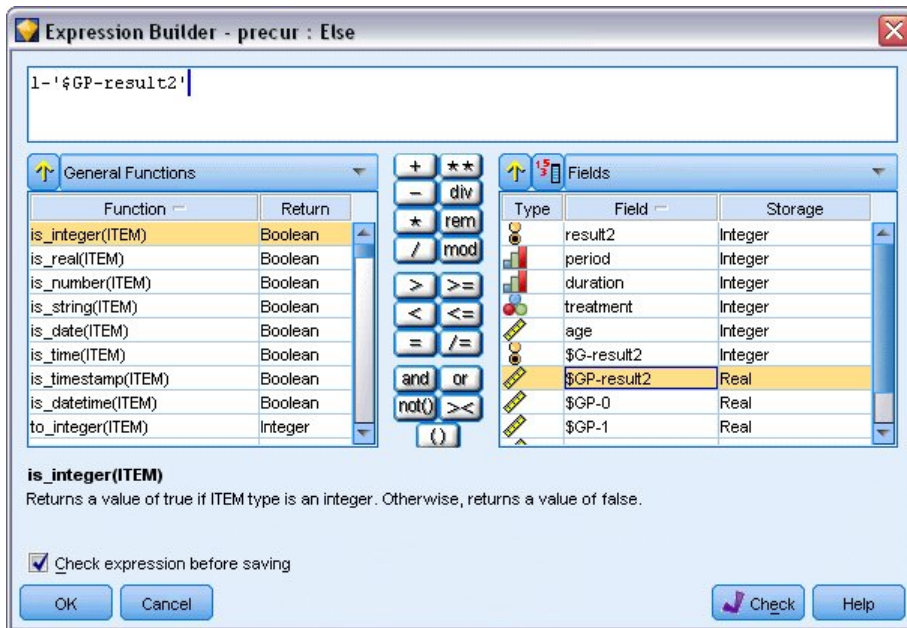 Expression Builder - precur : Else
1-'$GP-result2'
General Functions
Function Return
is_integer(ITEM) Boolean
is_real(ITEM) Boolean
is_number(ITEM) Boolean
is_string(ITEM) Boolean
is_date(ITEM) Boolean
is_time(ITEM) Boolean
is_timestamp(ITEM) Boolean
is_datetime(ITEM) Boolean
to_integer(ITEM) Integer
+ **
- div
* rem
/ mod
> >=
< <=
= /=
and or
not() ><
()
Fields
Type Field Storage
result2 Integer
period Integer
duration Integer
treatment Integer
age Integer
$G-result2 Integer
$GP-result2 Real
$GP-0 Real
$GP-1 Real
is_integer(ITEM)
Returns a value of true if ITEM type is an integer. Otherwise, returns a value of false.
Check expression before saving
OK Cancel Check Help